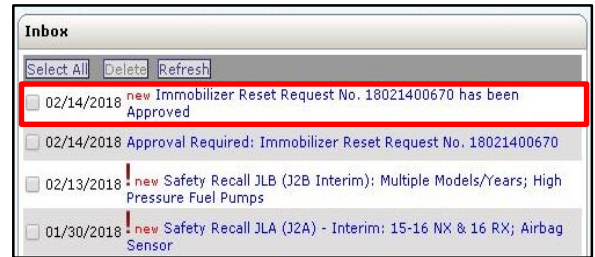 Inbox
Select All Delete Refresh
02/14/2018 new Immobilizer Reset Request No. 18021400670 has been
Approved
02/14/2018 Approval Required: Immobilizer Reset Request No. 18021400670
02/13/2018 ! new Safety Recall JLB (J2B Interim): Multiple Models/Years; High
Pressure Fuel Pumps
01/30/2018 ! new Safety Recall JLA (J2A) - Interim: 15-16 NX & 16 RX; Airbag
Sensor